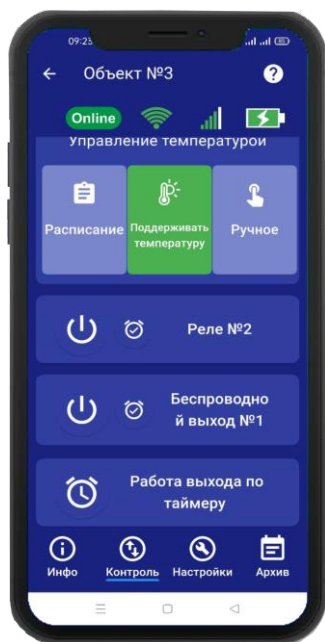 09:25
Объект №3
Online
Управление температурой
Расписание
Поддерживать
температуру
Ручное
Реле №2
Беспроводно
й выход №1
Работа выхода по
таймеру
Инфо Контроль Настройки Архив